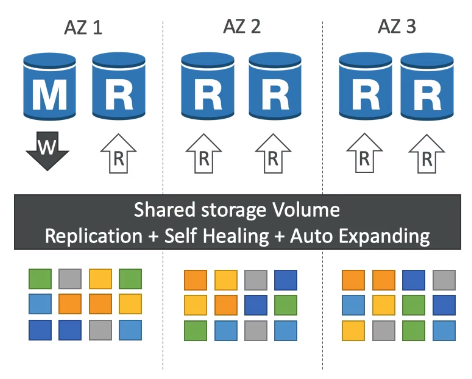 AZ 1
AZ 2
AZ 3
M R R R R R
W R R R R R
Shared storage Volume
Replication + Self Healing + Auto Expanding